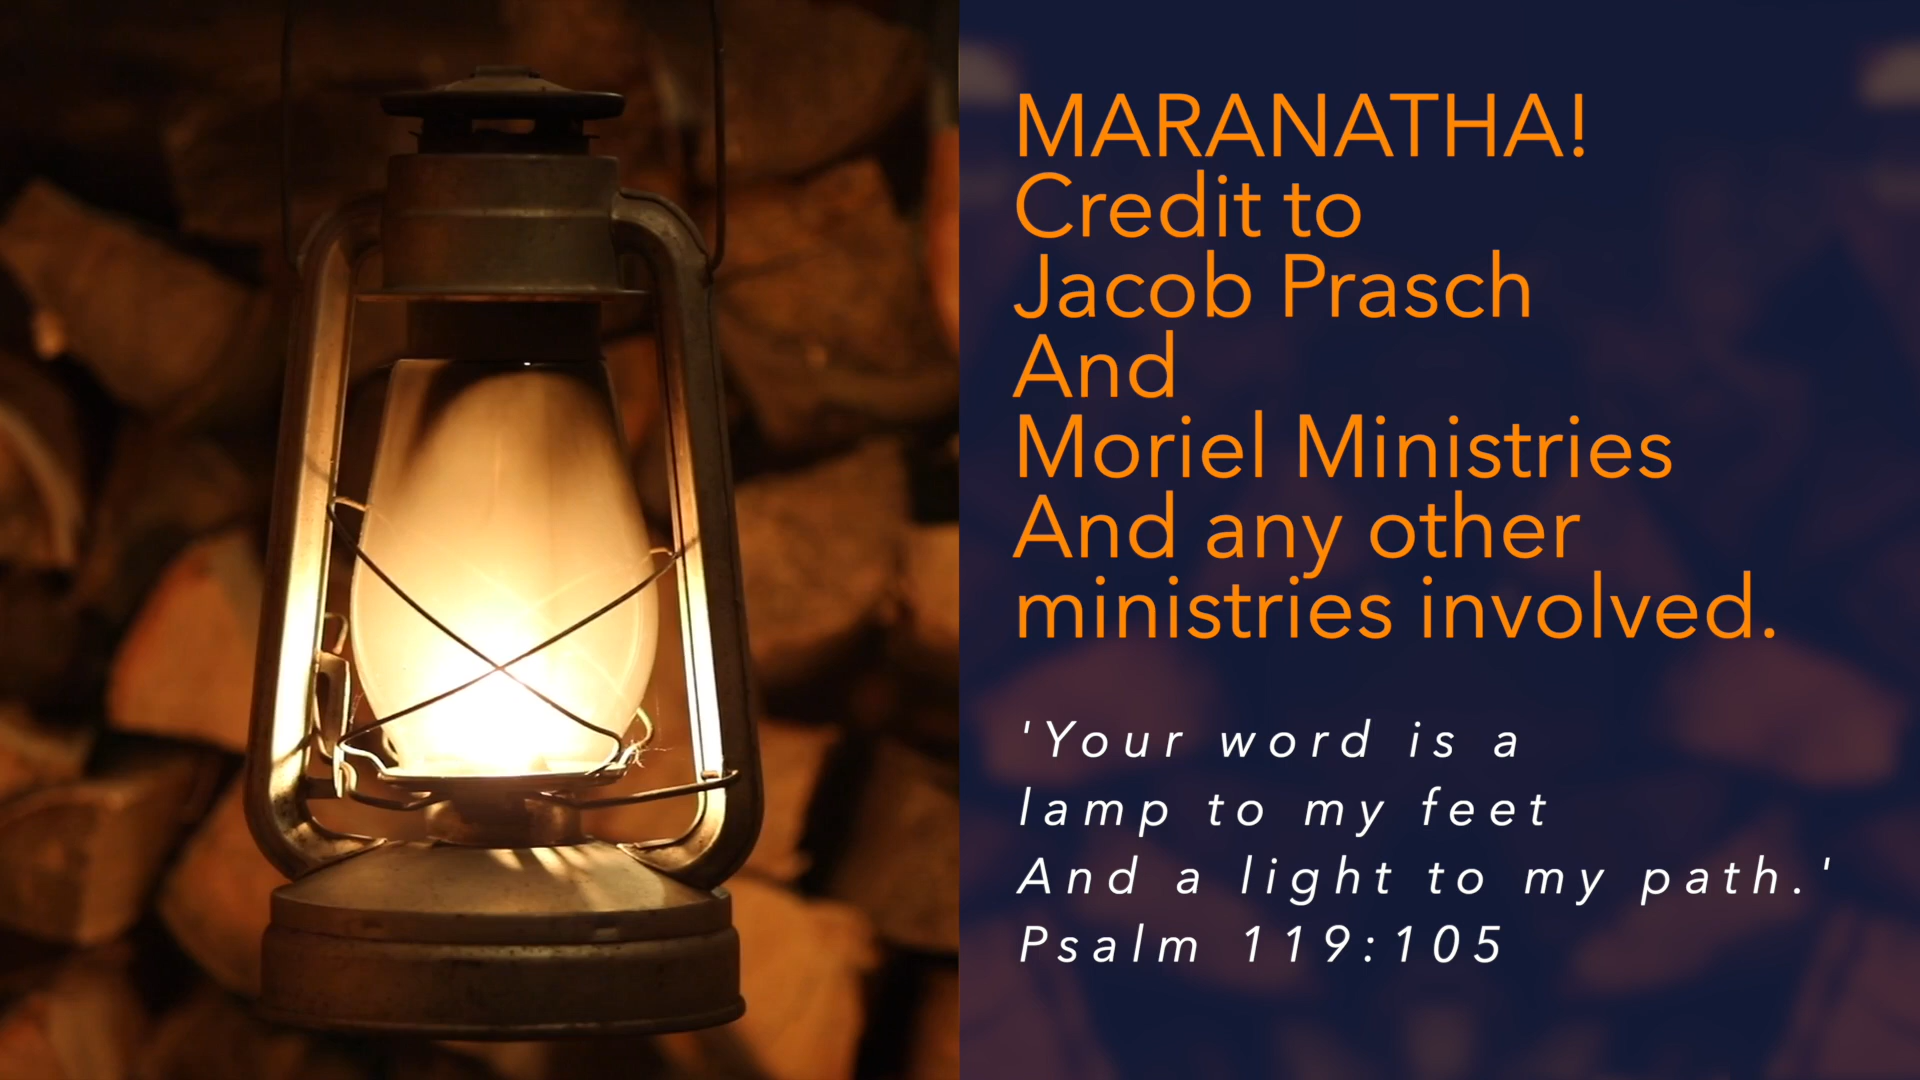 MARANATHA!
Credit to
Jacob Prasch
And
Moriel Ministries
And any other
ministries involved.
'Your word is a
lamp to my feet
And a light to my path.'
Psalm 119:105